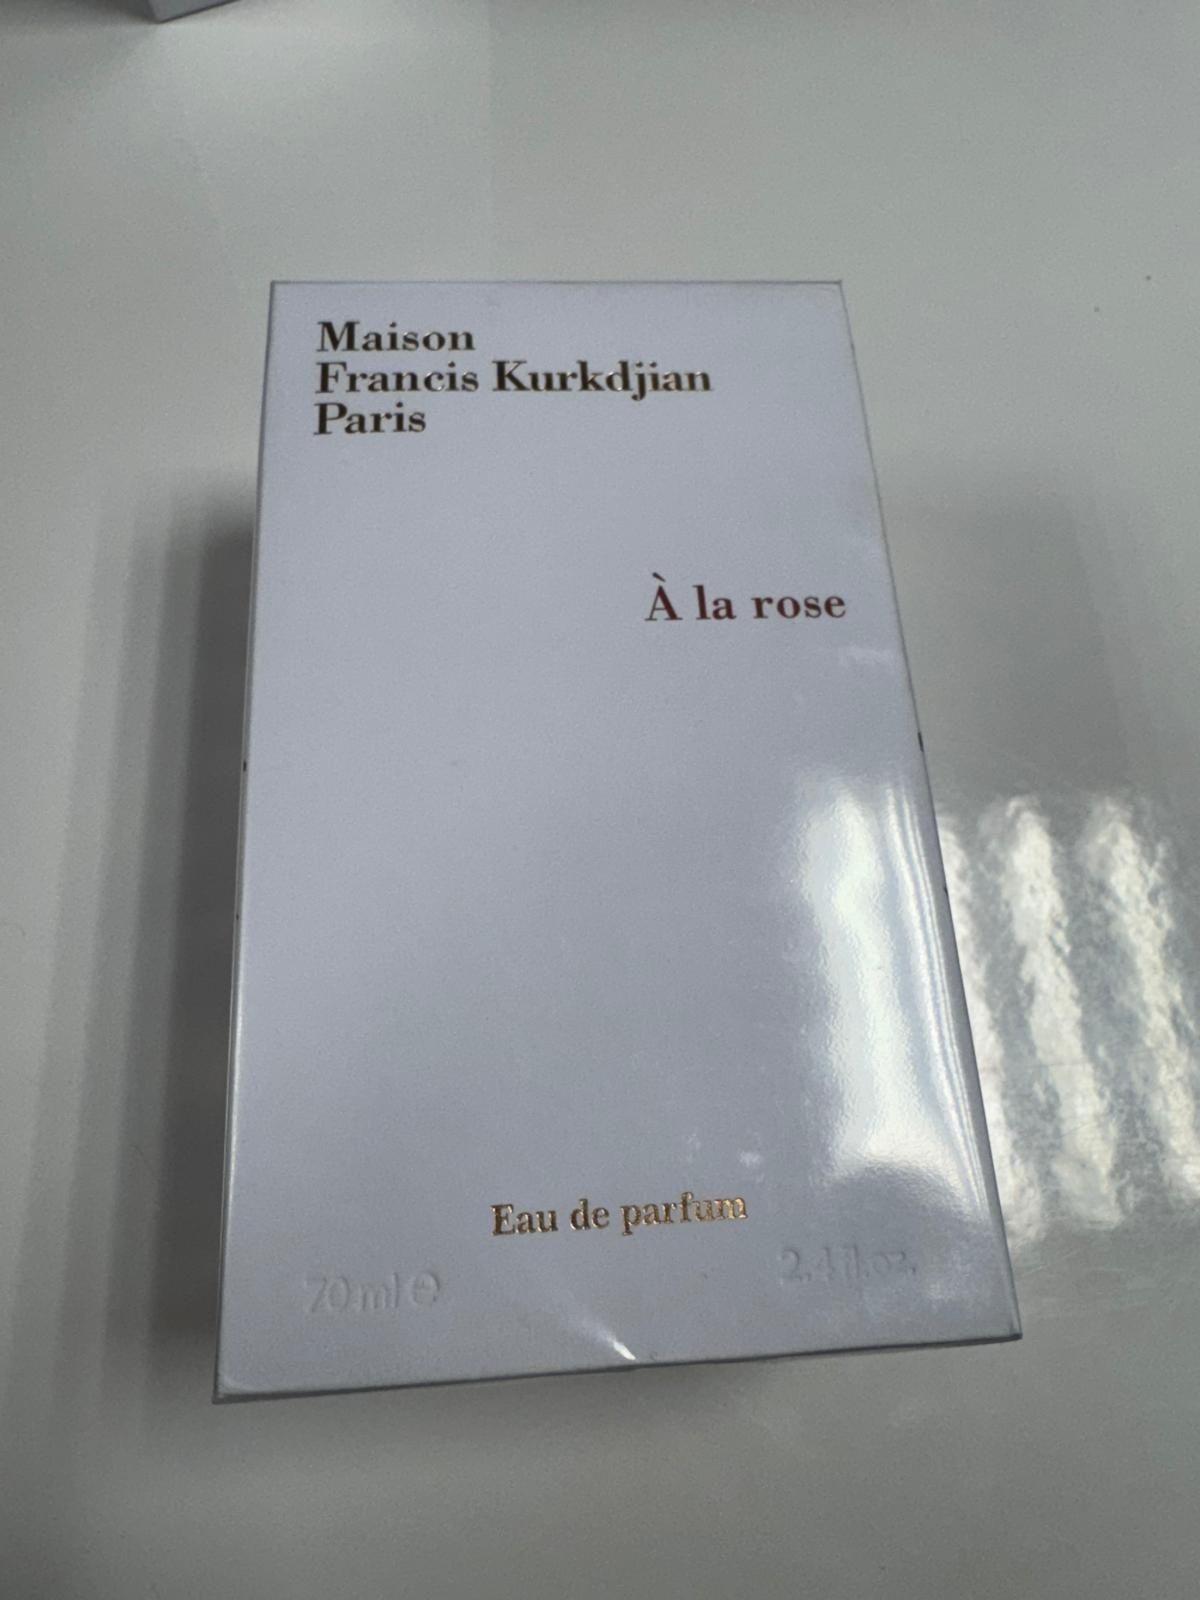 Maison
Francis Kurkdjian
Paris
À la rose
Eau de parfum
70 ml ℮
2.4 fl.oz.